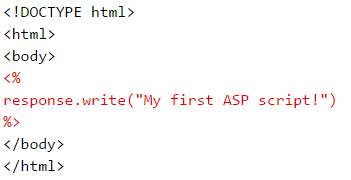 <!DOCTYPE html>
<html>
<body>
<%
response.write("My first ASP script!")
%>
</body>
</html>